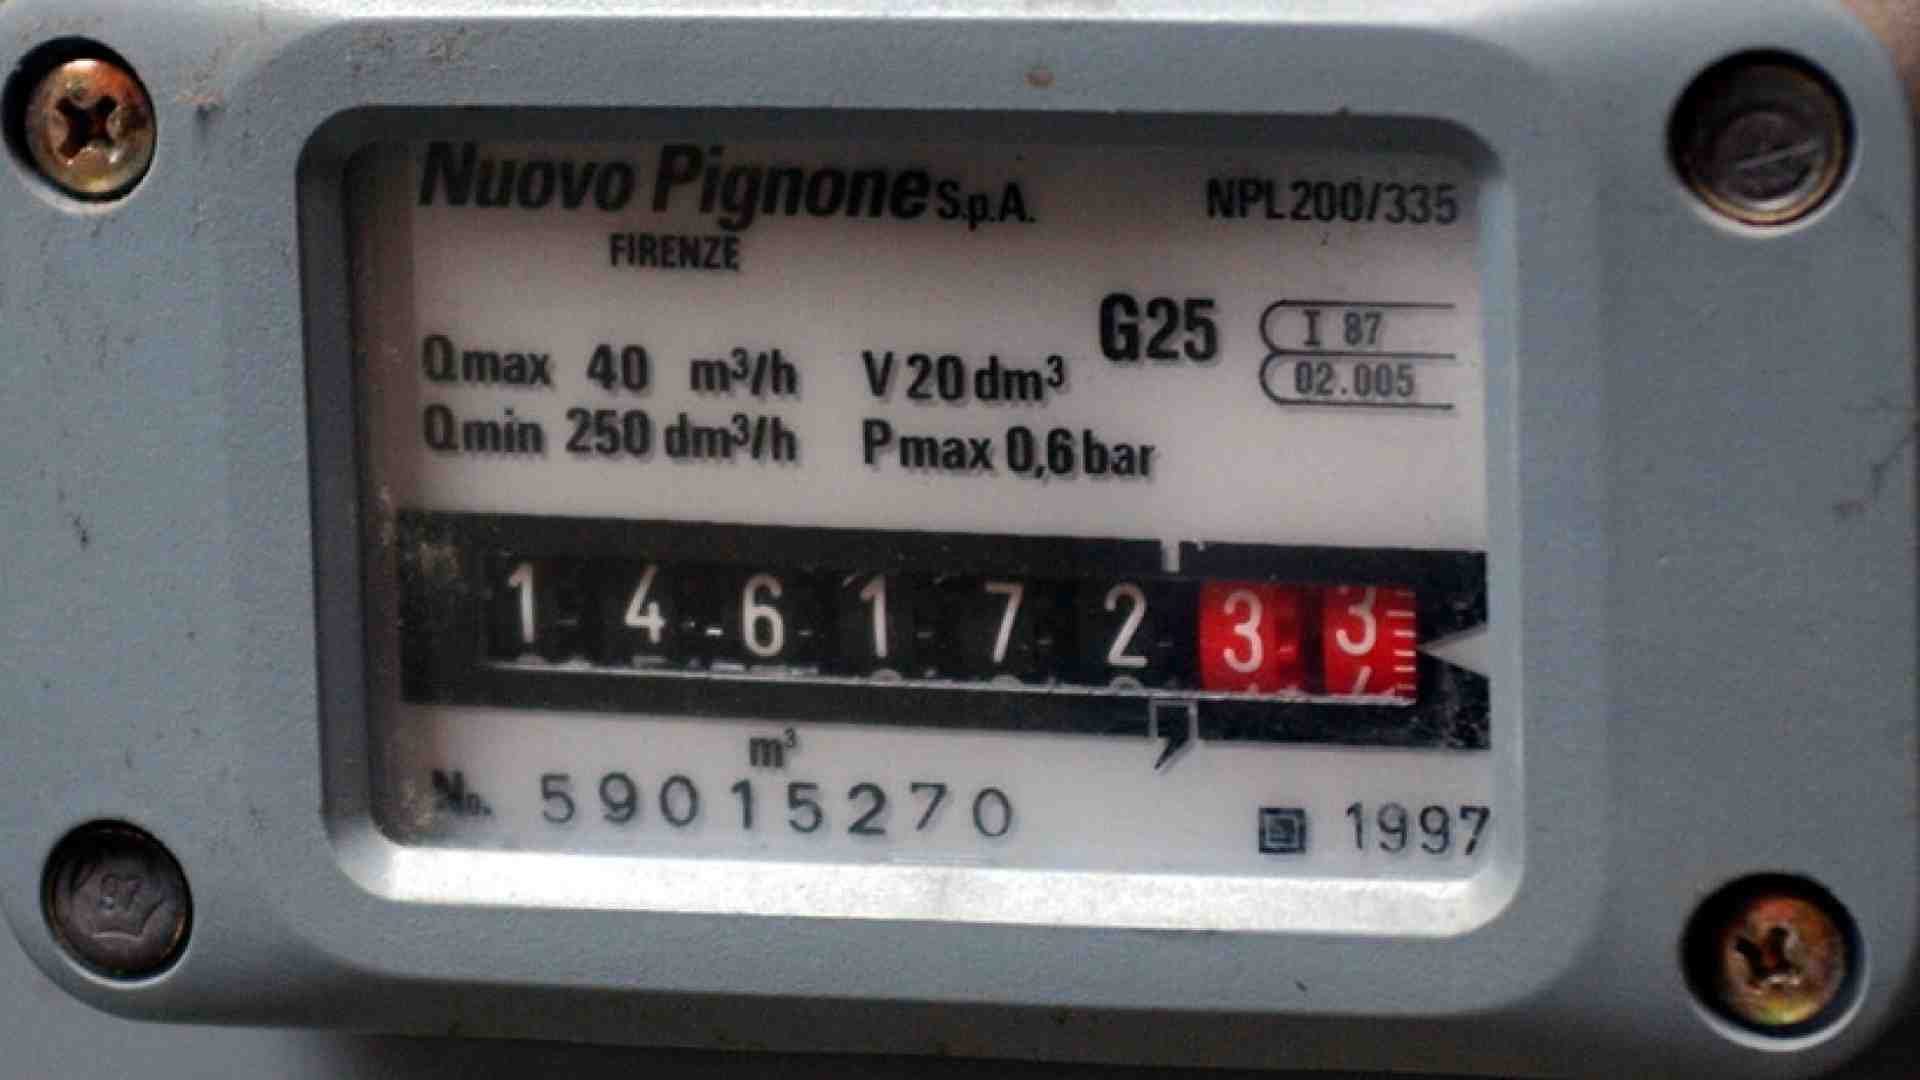 Nuovo Pignone S.p.A.
NPL200/335
FIRENZE
G25
I 87
02.005
Qmax 40 m³/h V 20 dm³
Qmin 250 dm³/h Pmax 0,6 bar
1 4 6 1 7 2 3 3
m³
No. 59015270
1997
97